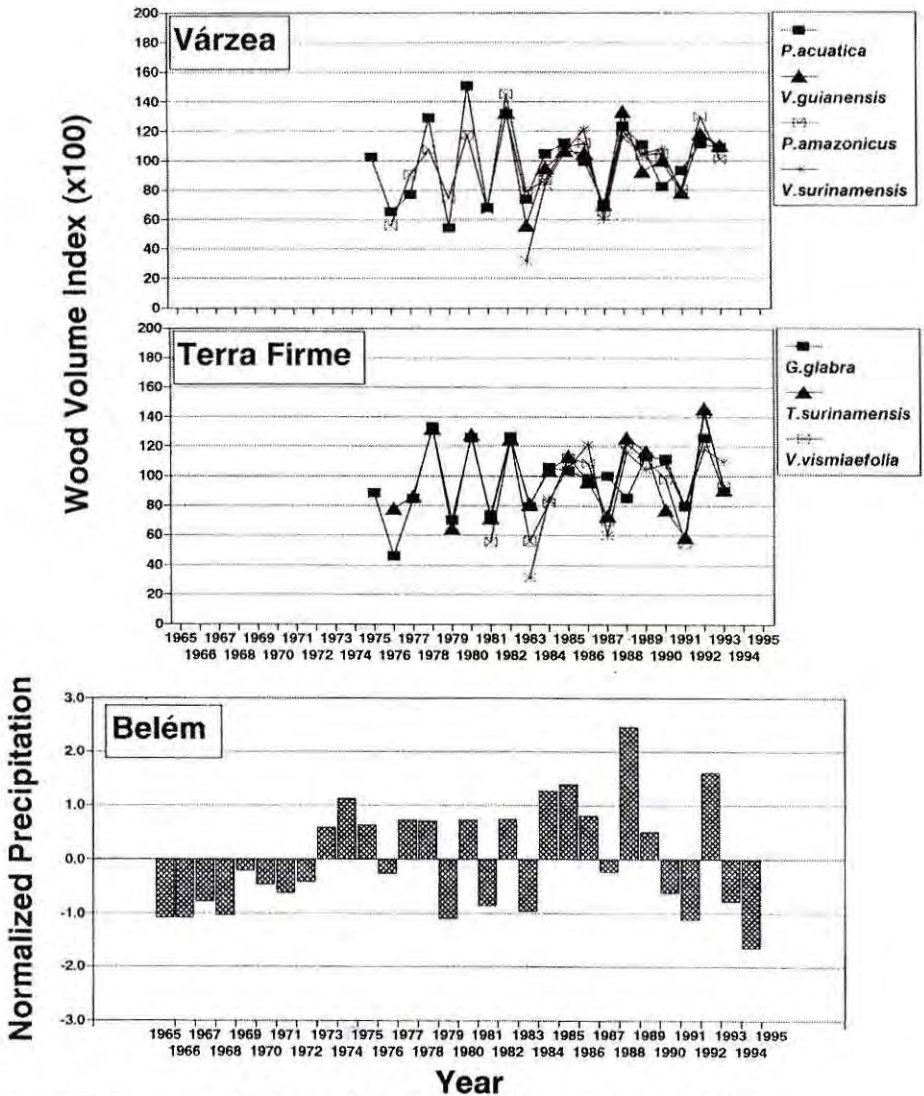 Wood Volume Index (x100)
Várzea
200
180
160
140
120
100
80
60
40
20
0
P.acuatica
V.guianensis
P.amazonicus
V.surinamensis
Terra Firme
200
180
160
140
120
100
80
60
40
20
0
G.glabra
T.surinamensis
V.vismiaefolia
1965 1967 1969 1971 1973 1975 1977 1979 1981 1983 1985 1987 1989 1991 1993 1995
1966 1968 1970 1972 1974 1976 1978 1980 1982 1984 1986 1988 1990 1992 1994
Normalized Precipitation
Belém
3.0
2.0
1.0
0.0
-1.0
-2.0
-3.0
1965 1967 1969 1971 1973 1975 1977 1979 1981 1983 1985 1987 1989 1991 1993 1995
1966 1968 1970 1972 1974 1976 1978 1980 1982 1984 1986 1988 1990 1992 1994
Year